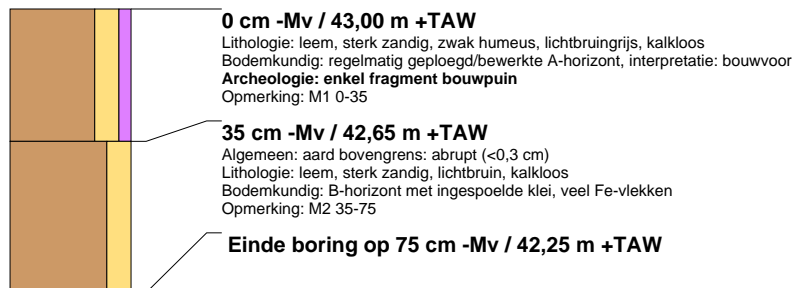 0 cm -Mv / 43,00 m +TAW
Lithologie: leem, sterk zandig, zwak humeus, lichtbruingrijs, kalkloos
Bodemkundig: regelmatig geploegd/bewerkte A-horizont, interpretatie: bouwvoor
Archeologie: enkel fragment bouwpuin
Opmerking: M1 0-35
35 cm -Mv / 42,65 m +TAW
Algemeen: aard bovengrens: abrupt (<0,3 cm)
Lithologie: leem, sterk zandig, lichtbruin, kalkloos
Bodemkundig: B-horizont met ingespoelde klei, veel Fe-vlekken
Opmerking: M2 35-75
Einde boring op 75 cm -Mv / 42,25 m +TAW